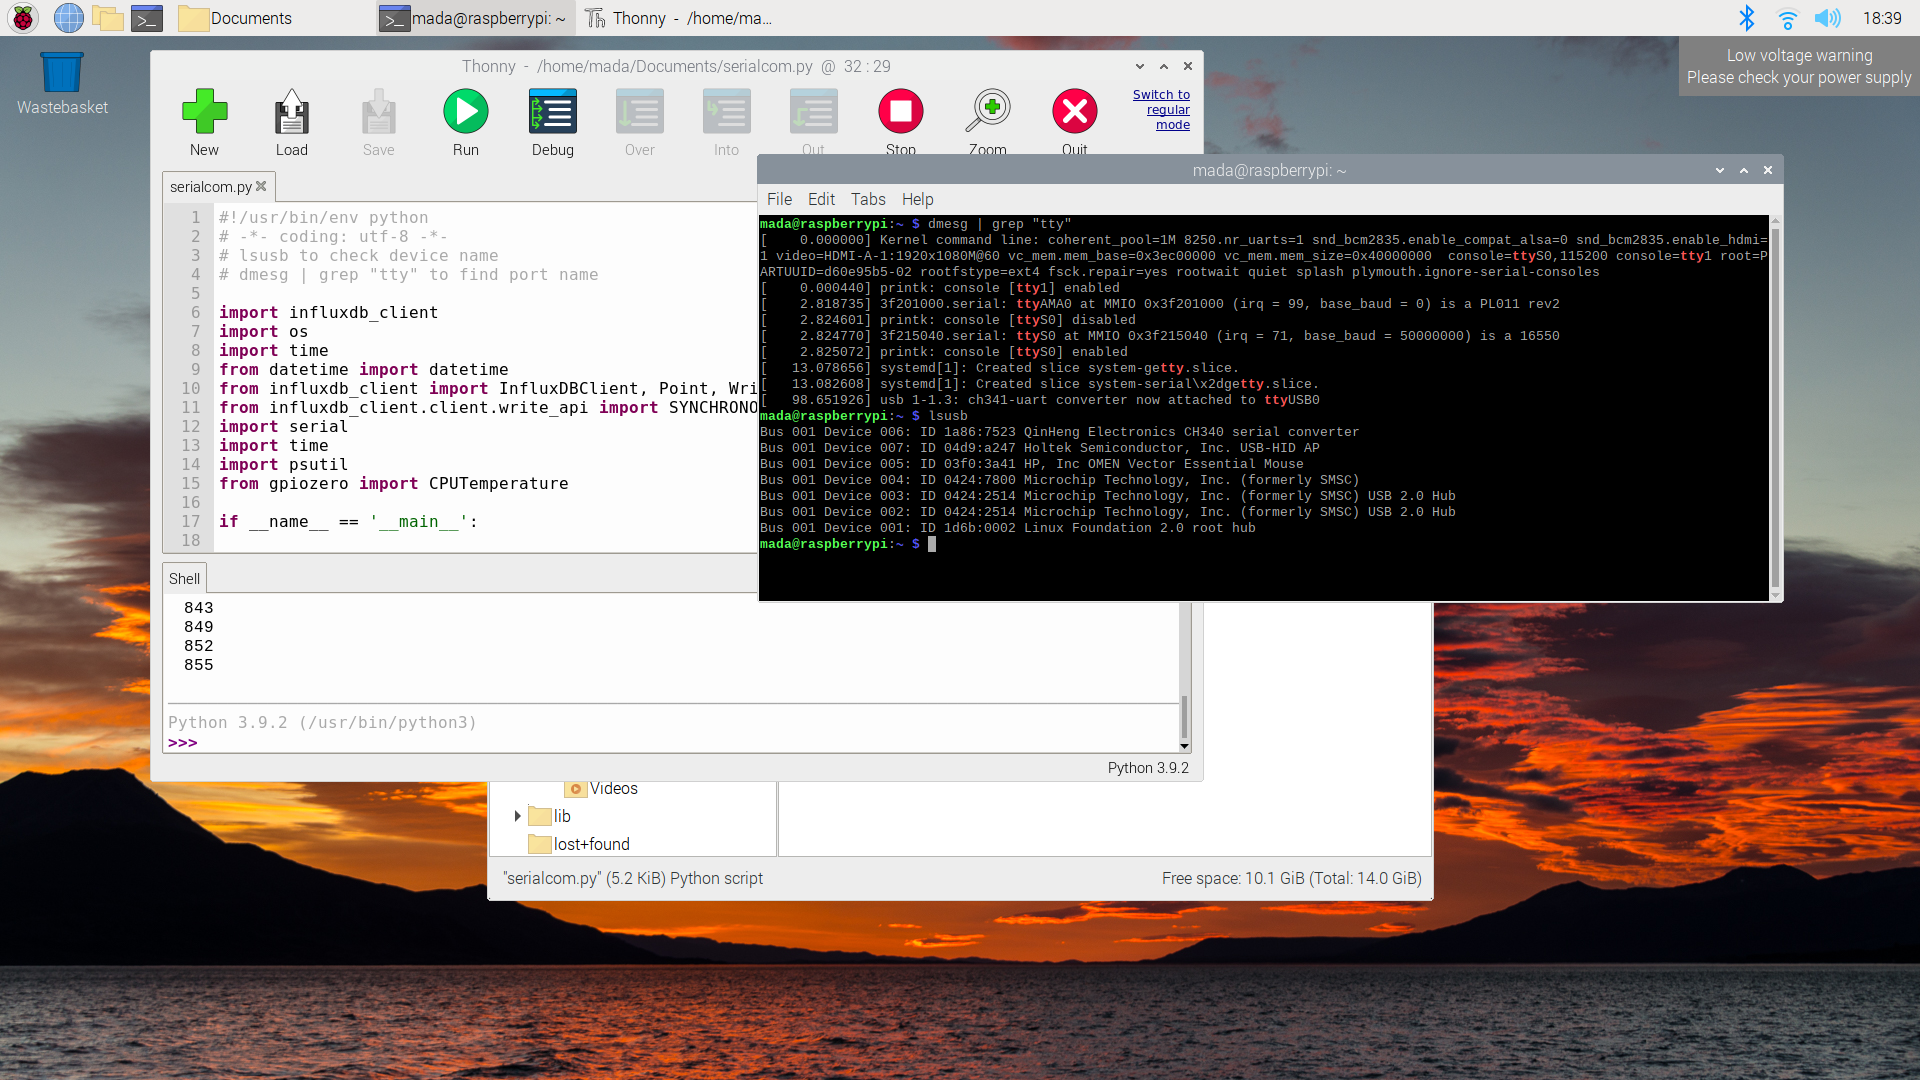 Documents
mada@raspberrypi: ~
Thonny  -  /home/ma...
18:39
Low voltage warning
Please check your power supply
Wastebasket
Thonny  -  /home/mada/Documents/serialcom.py  @  32 : 29
New
Load
Save
Run
Debug
Over
Into
Out
Stop
Zoom
Quit
Switch to
regular
mode
serialcom.py
1 #!/usr/bin/env python
2 # -*- coding: utf-8 -*-
3 # lsusb to check device name
4 # dmesg | grep "tty" to find port name
5
6 import influxdb_client
7 import os
8 import time
9 from datetime import datetime
10 from influxdb_client import InfluxDBClient, Point, Wri
11 from influxdb_client.client.write_api import SYNCHRONO
12 import serial
13 import time
14 import psutil
15 from gpiozero import CPUTemperature
16
17 if __name__ == '__main__':
18
Shell
843
849
852
855
Python 3.9.2 (/usr/bin/python3)
>>>
Python 3.9.2
mada@raspberrypi: ~
File Edit Tabs Help
mada@raspberrypi:~ $ dmesg | grep "tty"
[    0.000000] Kernel command line: coherent_pool=1M 8250.nr_uarts=1 snd_bcm2835.enable_compat_alsa=0 snd_bcm2835.enable_hdmi=
1 video=HDMI-A-1:1920x1080M@60 vc_mem.mem_base=0x3ec00000 vc_mem.mem_size=0x40000000  console=ttyS0,115200 console=tty1 root=P
ARTUUID=d60e95b5-02 rootfstype=ext4 fsck.repair=yes rootwait quiet splash plymouth.ignore-serial-consoles
[    0.000440] printk: console [tty1] enabled
[    2.818735] 3f201000.serial: ttyAMA0 at MMIO 0x3f201000 (irq = 99, base_baud = 0) is a PL011 rev2
[    2.824601] printk: console [ttyS0] disabled
[    2.824770] 3f215040.serial: ttyS0 at MMIO 0x3f215040 (irq = 71, base_baud = 50000000) is a 16550
[    2.825072] printk: console [ttyS0] enabled
[   13.078656] systemd[1]: Created slice system-getty.slice.
[   13.082608] systemd[1]: Created slice system-serial\x2dgetty.slice.
[   98.651926] usb 1-1.3: ch341-uart converter now attached to ttyUSB0
mada@raspberrypi:~ $ lsusb
Bus 001 Device 006: ID 1a86:7523 QinHeng Electronics CH340 serial converter
Bus 001 Device 007: ID 04d9:a247 Holtek Semiconductor, Inc. USB-HID AP
Bus 001 Device 005: ID 03f0:3a41 HP, Inc OMEN Vector Essential Mouse
Bus 001 Device 004: ID 0424:7800 Microchip Technology, Inc. (formerly SMSC)
Bus 001 Device 003: ID 0424:2514 Microchip Technology, Inc. (formerly SMSC) USB 2.0 Hub
Bus 001 Device 002: ID 0424:2514 Microchip Technology, Inc. (formerly SMSC) USB 2.0 Hub
Bus 001 Device 001: ID 1d6b:0002 Linux Foundation 2.0 root hub
mada@raspberrypi:~ $
Videos
lib
lost+found
"serialcom.py" (5.2 KiB) Python script
Free space: 10.1 GiB (Total: 14.0 GiB)